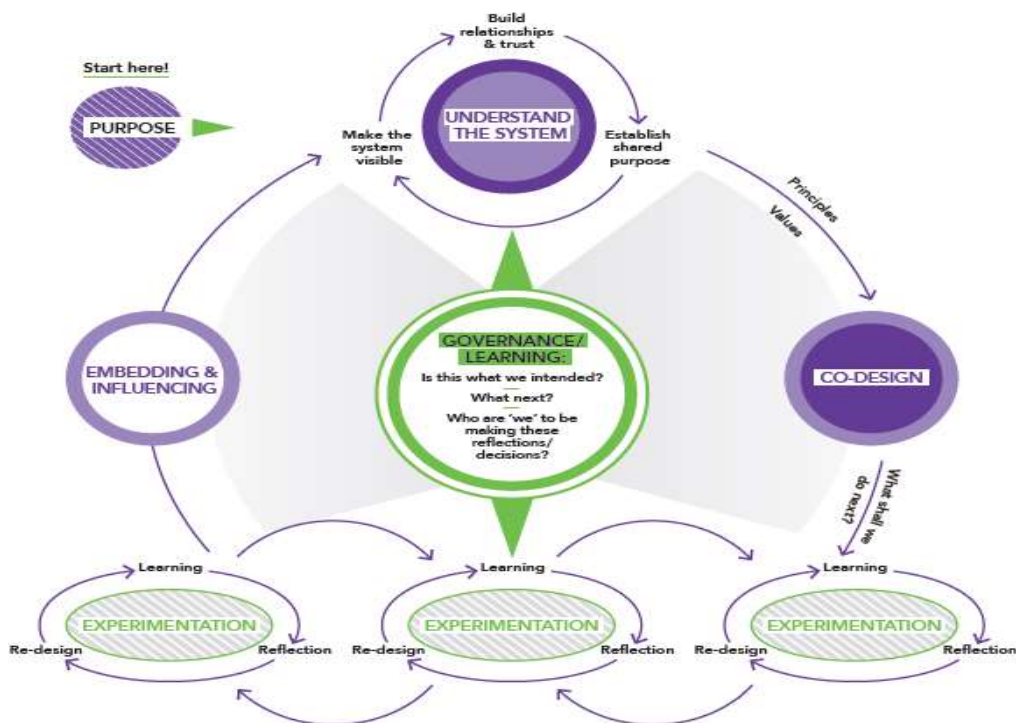 Start here!
PURPOSE
Build
relationships
& trust
UNDERSTAND
THE SYSTEM
Make the
system
visible
Establish
shared
purpose
Principles
Values
GOVERNANCE/
LEARNING:
Is this what we intended?
What next?
Who are ‘we’ to be
making these
reflections/
decisions?
EMBEDDING &
INFLUENCING
CO-DESIGN
What shall we
do next?
Learning
EXPERIMENTATION
Re-design
Reflection
Learning
EXPERIMENTATION
Re-design
Reflection
Learning
EXPERIMENTATION
Re-design
Reflection